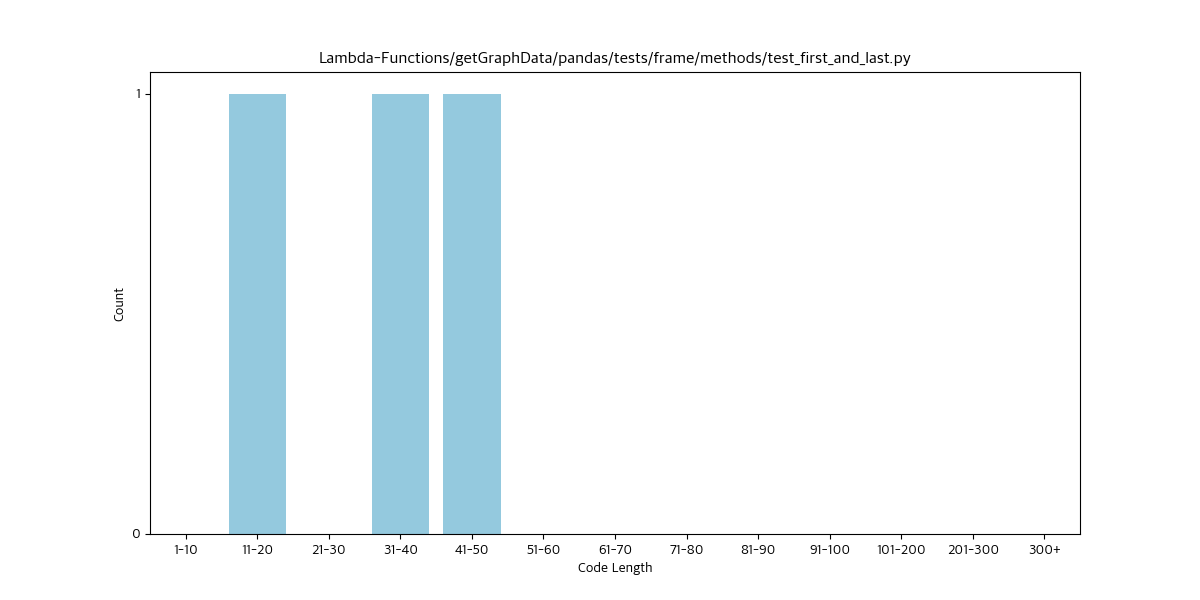 Lambda-Functions/getGraphData/pandas/tests/frame/methods/test_first_and_last.py
1
Count
0
1-10 11-20 21-30 31-40 41-50 51-60 61-70 71-80 81-90 91-100 101-200 201-300 300+
Code Length